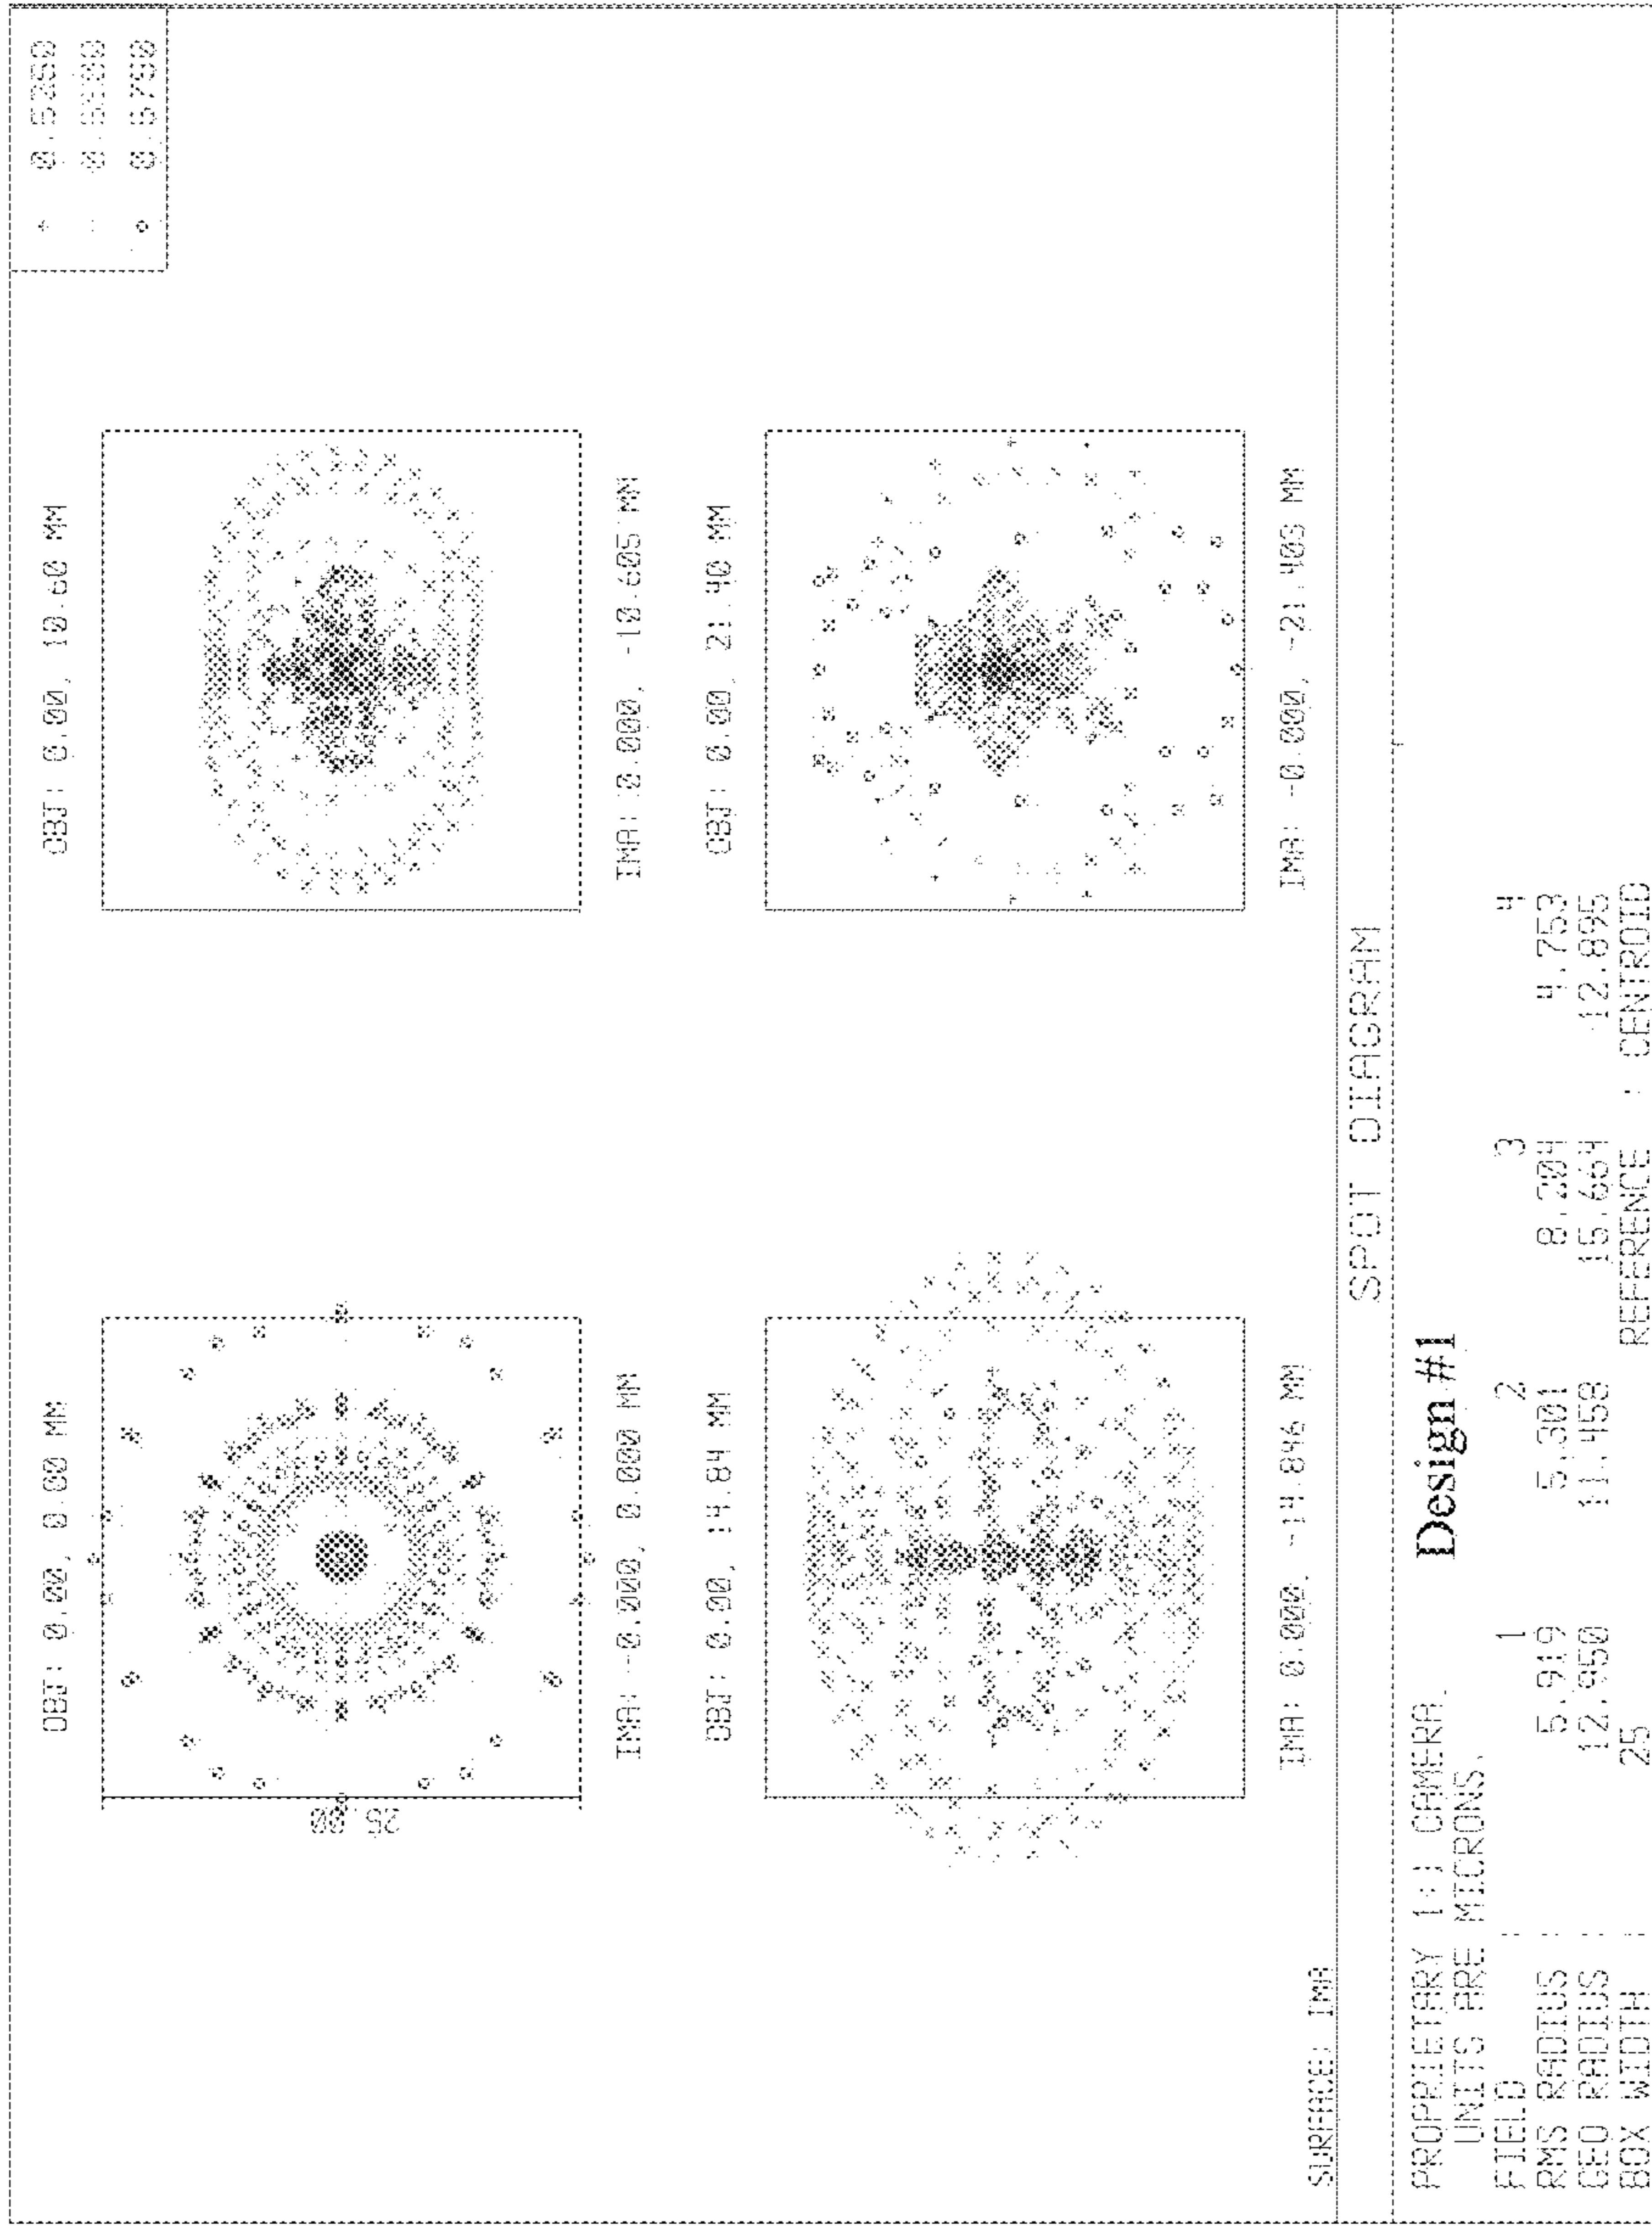 + 0.5250
0.5500
o 0.5750
OBJ: 0.00, 0.00 MM
OBJ: 0.00, 10.60 MM
25.00
IMA: -0.000, 0.000 MM
IMA: 0.000, -10.605 MM
OBJ: 0.00, 14.84 MM
OBJ: 0.00, 21.40 MM
IMA: 0.000, -14.846 MM
IMA: -0.000, -21.403 MM
SURFACE: IMA
SPOT DIAGRAM
PROPRIETARY 1:1 CAMERA. Design #1
UNITS ARE MICRONS.
FIELD : 1 2 3 4
RMS RADIUS : 5.919 5.301 8.204 4.753
GEO RADIUS : 12.950 11.458 15.664 12.895
BOX WIDTH : 25 REFERENCE : CENTROID